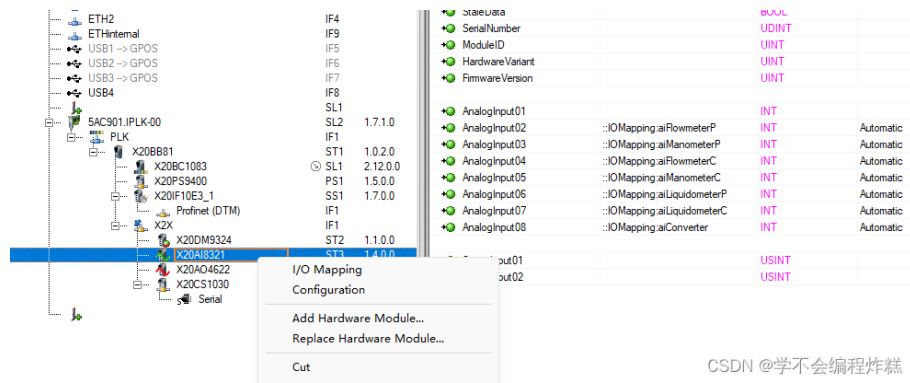 ETH2 IF4
ETHinternal IF9
USB1 --> GPOS IF5
USB2 --> GPOS IF6
USB3 --> GPOS IF7
USB4 IF8
SL1
5AC901.IPLK-00 SL2 1.7.1.0
PLK IF1
X20BB81 ST1 1.0.2.0
X20BC1083 SL1 2.12.0.0
X20PS9400 PS1 1.5.0.0
X20IF10E3_1 SS1 1.7.0.0
Profinet (DTM) IF1
X2X IF1
X20DM9324 ST2 1.1.0.0
X20AI8321 ST3 1.4.0.0
X20AO4622
X20CS1030
Serial
I/O Mapping
Configuration
Add Hardware Module...
Replace Hardware Module...
Cut
StaleData BOOL
SerialNumber UDINT
ModuleID UINT
HardwareVariant UINT
FirmwareVersion UINT
AnalogInput01 INT
AnalogInput02 ::IOMapping:aiFlowmeterP INT Automatic
AnalogInput03 ::IOMapping:aiManometerP INT Automatic
AnalogInput04 ::IOMapping:aiFlowmeterC INT Automatic
AnalogInput05 ::IOMapping:aiManometerC INT Automatic
AnalogInput06 ::IOMapping:aiLiquidometerP INT Automatic
AnalogInput07 ::IOMapping:aiLiquidometerC INT Automatic
AnalogInput08 ::IOMapping:aiConverter INT Automatic
Input01 USINT
out02 USINT
CSDN @学不会编程炸糕